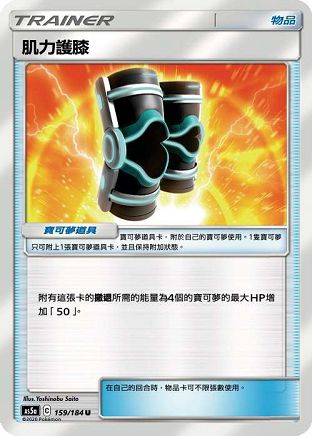 TRAINER 物品
肌力護膝
寶可夢道具
寶可夢道具卡，附於自己的寶可夢使用。1隻寶可夢
只可附上1張寶可夢道具卡，並且保持附加狀態。
附有這張卡的撤退所需的能量為4個的寶可夢的最大HP增
加「50」。
Illus.Yoshinobu Saito
AS5a C 159/184 U
©2020 Pokémon
在自己的回合時，物品卡可不限張數使用。